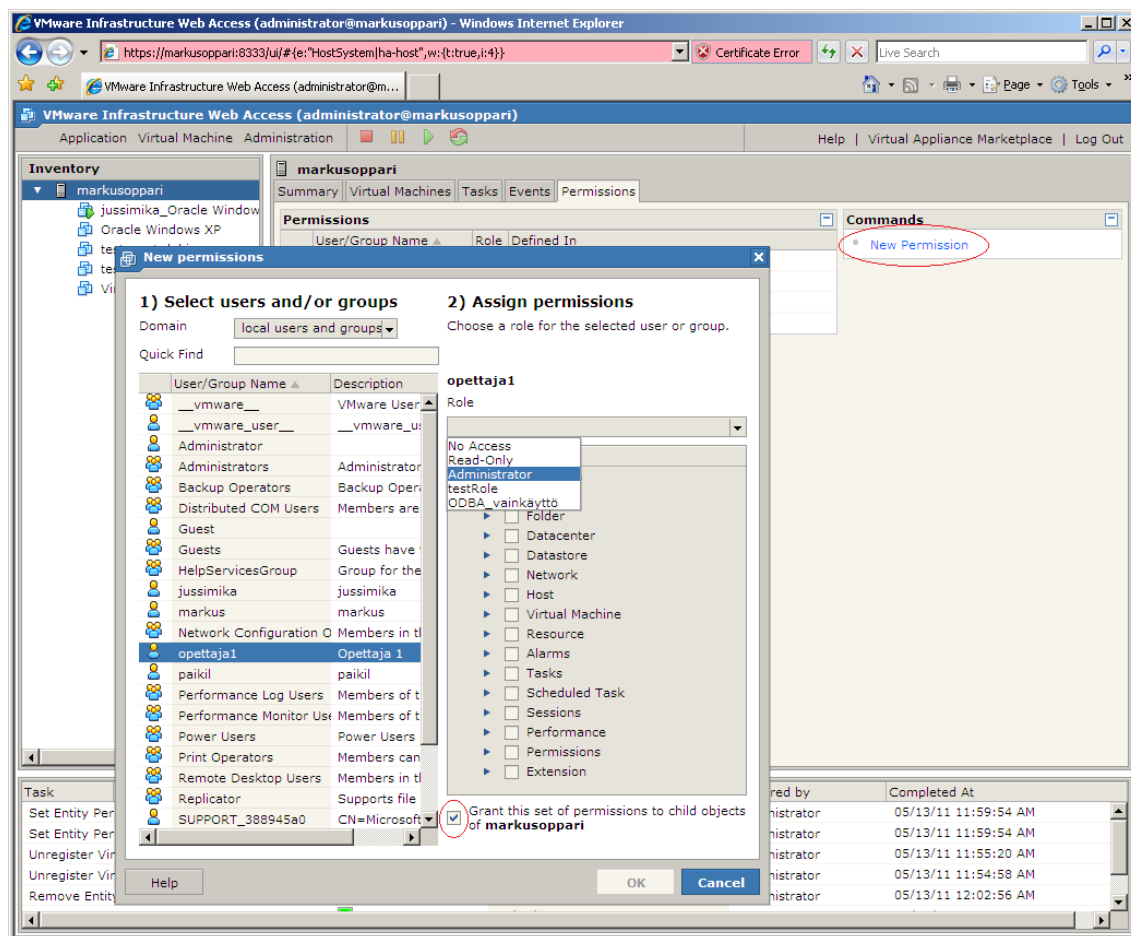 VMware Infrastructure Web Access (administrator@markusoppari) - Windows Internet Explorer
https://markusoppari:8333/ui/#{e:"HostSystem|ha-host",w:{t:true,i:4}}
Certificate Error
Live Search
VMware Infrastructure Web Access (administrator@m...
Page
Tools
VMware Infrastructure Web Access (administrator@markusoppari)
Application Virtual Machine Administration
Help | Virtual Appliance Marketplace | Log Out
Inventory
markusoppari
jussimika_Oracle Window
Oracle Windows XP
markusoppari
Summary Virtual Machines Tasks Events Permissions
Permissions
User/Group Name Role Defined In
Commands
New Permission
New permissions
1) Select users and/or groups
Domain local users and groups
Quick Find
User/Group Name Description
__vmware__ VMware User
__vmware_user__ __vmware_us
Administrator
Administrators Administrator
Backup Operators Backup Oper
Distributed COM Users Members are
Guest
Guests Guests have
HelpServicesGroup Group for the
jussimika jussimika
markus markus
Network Configuration O Members in t
opettaja1 Opettaja 1
paikil paikil
Performance Log Users Members of t
Performance Monitor Use Members of t
Power Users Power Users
Print Operators Members can
Remote Desktop Users Members in t
Replicator Supports file
SUPPORT_388945a0 CN=Microsoft
2) Assign permissions
Choose a role for the selected user or group.
opettaja1
Role
No Access
Read-Only
Administrator
testRole
ODBA_vainkäyttö
Folder
Datacenter
Datastore
Network
Host
Virtual Machine
Resource
Alarms
Tasks
Scheduled Task
Sessions
Performance
Permissions
Extension
Grant this set of permissions to child objects
of markusoppari
Help
OK
Cancel
Task red by Completed At
Set Entity Per nistrator 05/13/11 11:59:54 AM
Set Entity Per nistrator 05/13/11 11:59:54 AM
Unregister Vir nistrator 05/13/11 11:55:20 AM
Unregister Vir nistrator 05/13/11 11:54:58 AM
Remove Entity nistrator 05/13/11 12:02:56 AM